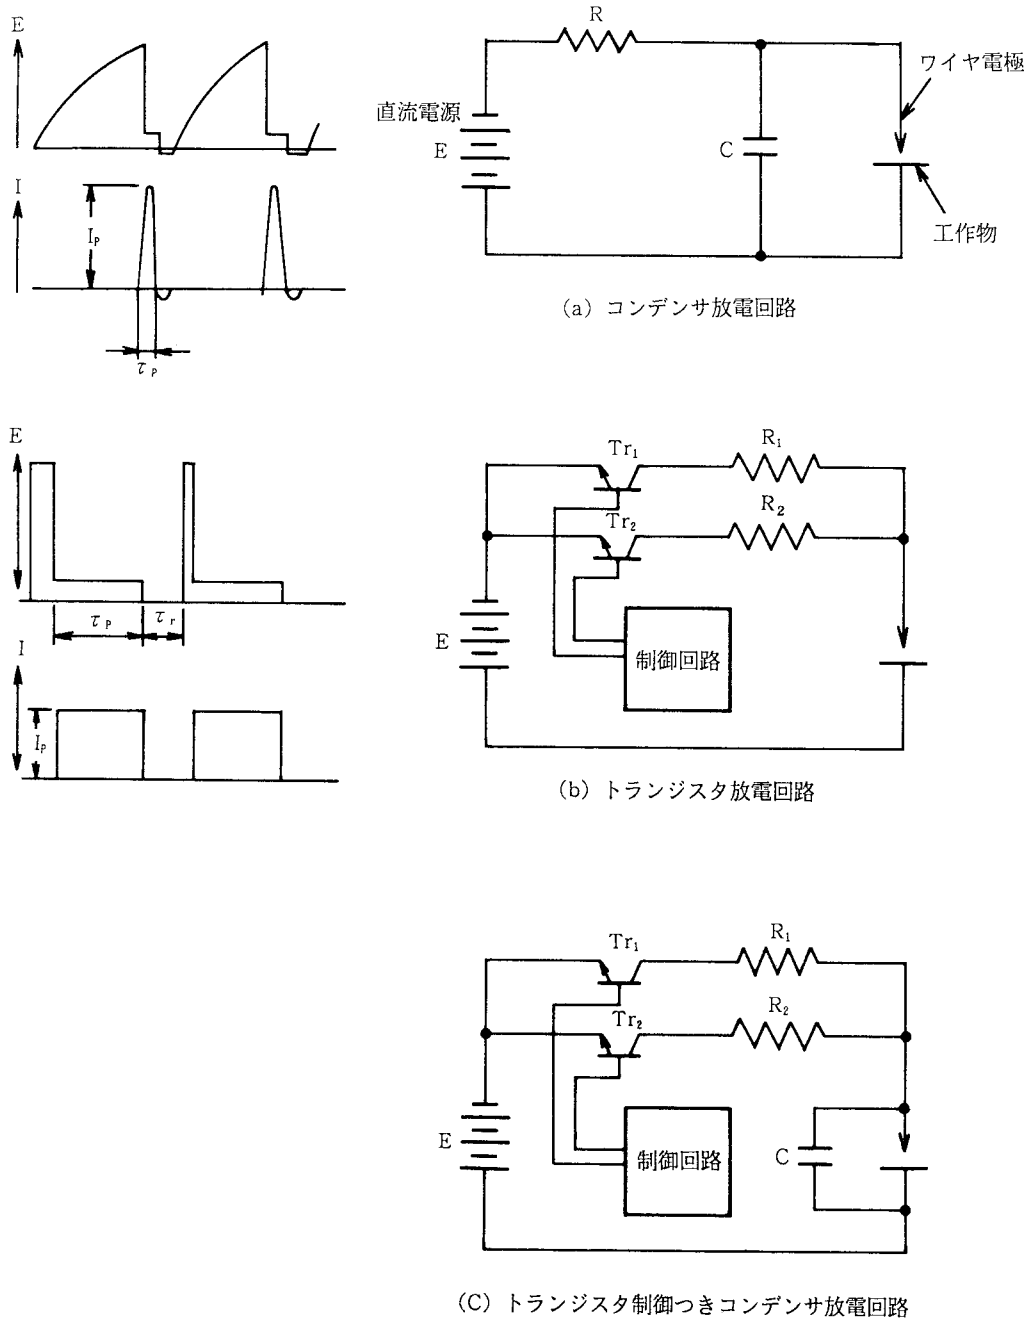 E
I
I_P
τ_P
R
直流電源
E
C
ワイヤ電極
工作物
(a) コンデンサ放電回路
E
τ_P
τ_r
I
I_P
Tr₁
R₁
Tr₂
R₂
E
制御回路
(b) トランジスタ放電回路
Tr₁
R₁
Tr₂
R₂
E
制御回路
C
(C) トランジスタ制御つきコンデンサ放電回路